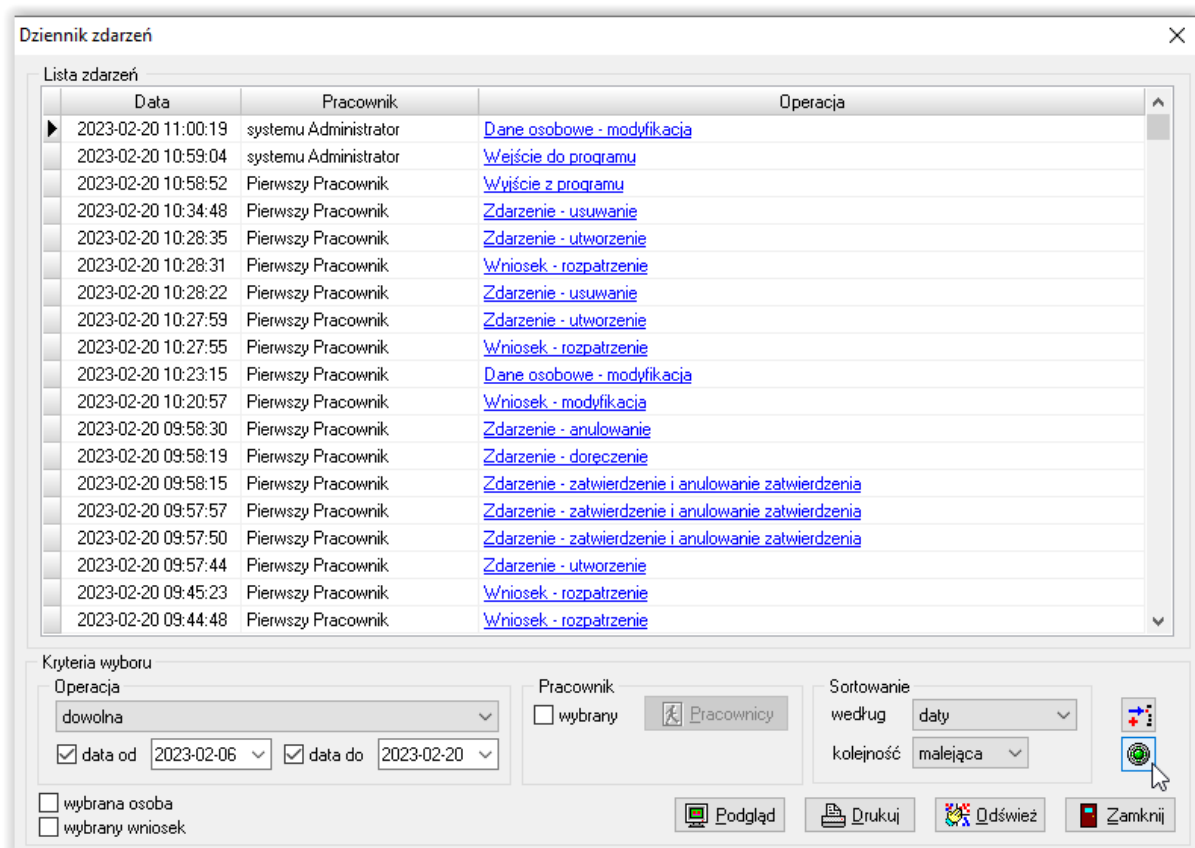 Dziennik zdarzeń
Lista zdarzeń
Data Pracownik Operacja
2023-02-20 11:00:19 systemu Administrator Dane osobowe - modyfikacja
2023-02-20 10:59:04 systemu Administrator Wejście do programu
2023-02-20 10:58:52 Pierwszy Pracownik Wyjście z programu
2023-02-20 10:34:48 Pierwszy Pracownik Zdarzenie - usuwanie
2023-02-20 10:28:35 Pierwszy Pracownik Zdarzenie - utworzenie
2023-02-20 10:28:31 Pierwszy Pracownik Wniosek - rozpatrzenie
2023-02-20 10:28:22 Pierwszy Pracownik Zdarzenie - usuwanie
2023-02-20 10:27:59 Pierwszy Pracownik Zdarzenie - utworzenie
2023-02-20 10:27:55 Pierwszy Pracownik Wniosek - rozpatrzenie
2023-02-20 10:23:15 Pierwszy Pracownik Dane osobowe - modyfikacja
2023-02-20 10:20:57 Pierwszy Pracownik Wniosek - modyfikacja
2023-02-20 09:58:30 Pierwszy Pracownik Zdarzenie - anulowanie
2023-02-20 09:58:19 Pierwszy Pracownik Zdarzenie - doręczenie
2023-02-20 09:58:15 Pierwszy Pracownik Zdarzenie - zatwierdzenie i anulowanie zatwierdzenia
2023-02-20 09:57:57 Pierwszy Pracownik Zdarzenie - zatwierdzenie i anulowanie zatwierdzenia
2023-02-20 09:57:50 Pierwszy Pracownik Zdarzenie - zatwierdzenie i anulowanie zatwierdzenia
2023-02-20 09:57:44 Pierwszy Pracownik Zdarzenie - utworzenie
2023-02-20 09:45:23 Pierwszy Pracownik Wniosek - rozpatrzenie
2023-02-20 09:44:48 Pierwszy Pracownik Wniosek - rozpatrzenie
Kryteria wyboru
Operacja Pracownik Sortowanie
dowolna wybrany Pracownicy według daty
data od 2023-02-06 data do 2023-02-20 kolejność malejąca
wybrana osoba
wybrany wniosek
Podgląd Drukuj Odśwież Zamknij